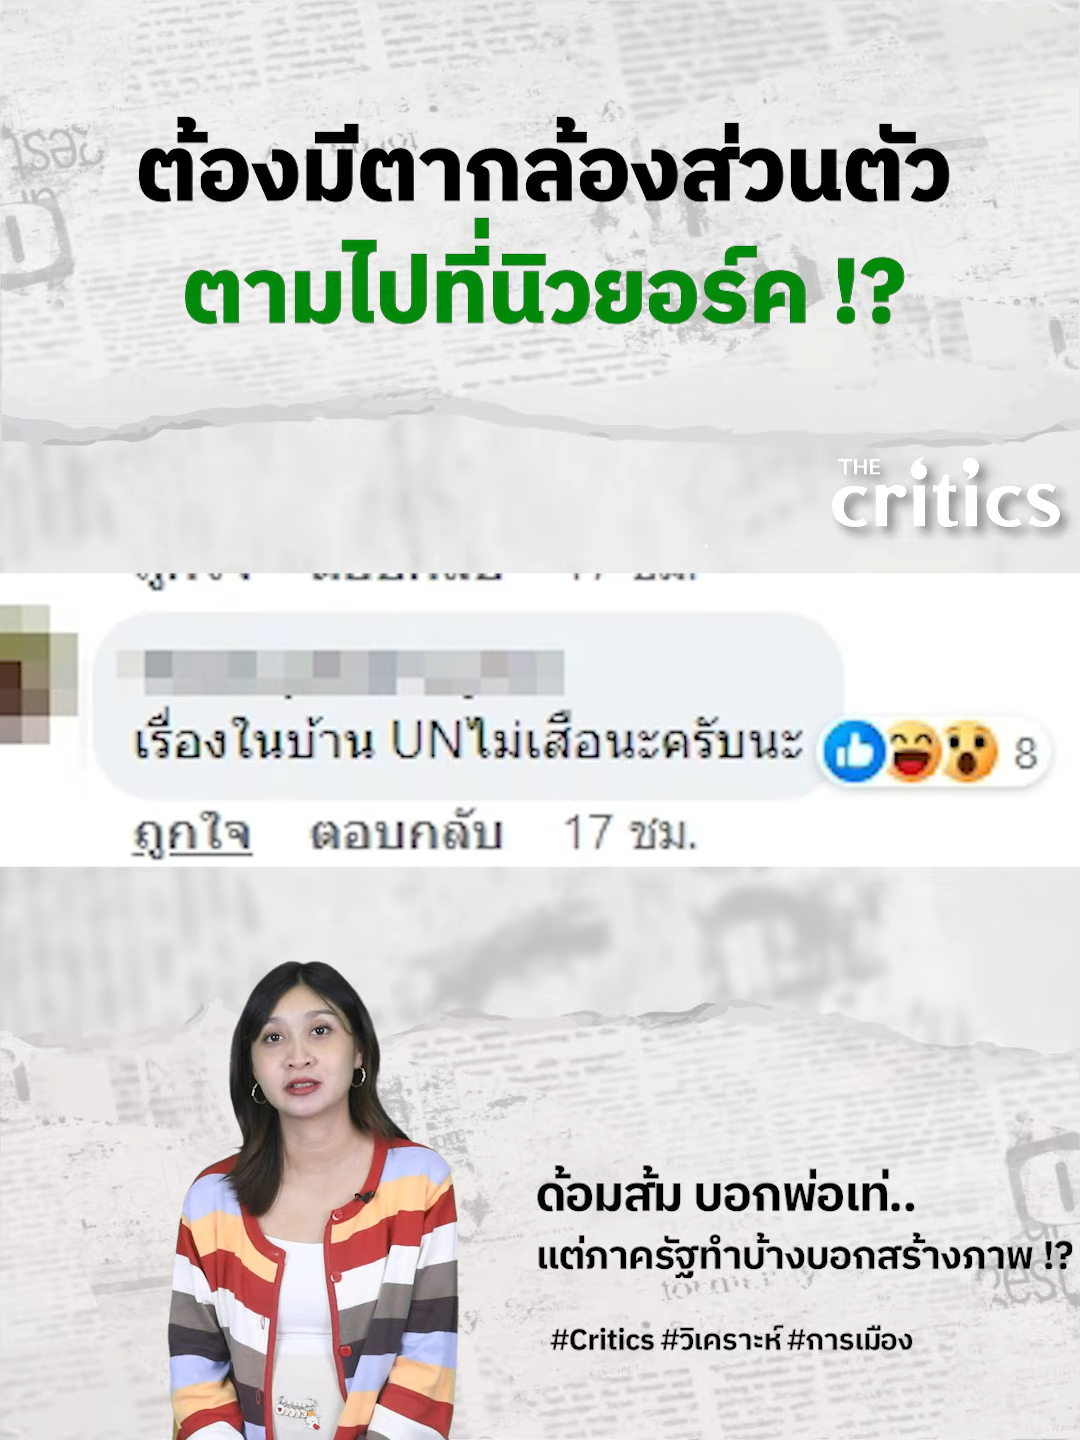 ต้องมีตากล้องส่วนตัว
ตามไปที่นิวยอร์ค !?
THE
critics
เรื่องในบ้าน UNไม่เสือนะครับนะ
8
ถูกใจ ตอบกลับ 17 ชม.
ด้อมส้ม บอกพ่อเท่..
แต่ภาครัฐทำบ้างบอกสร้างภาพ !?
#Critics #วิเคราะห์ #การเมือง